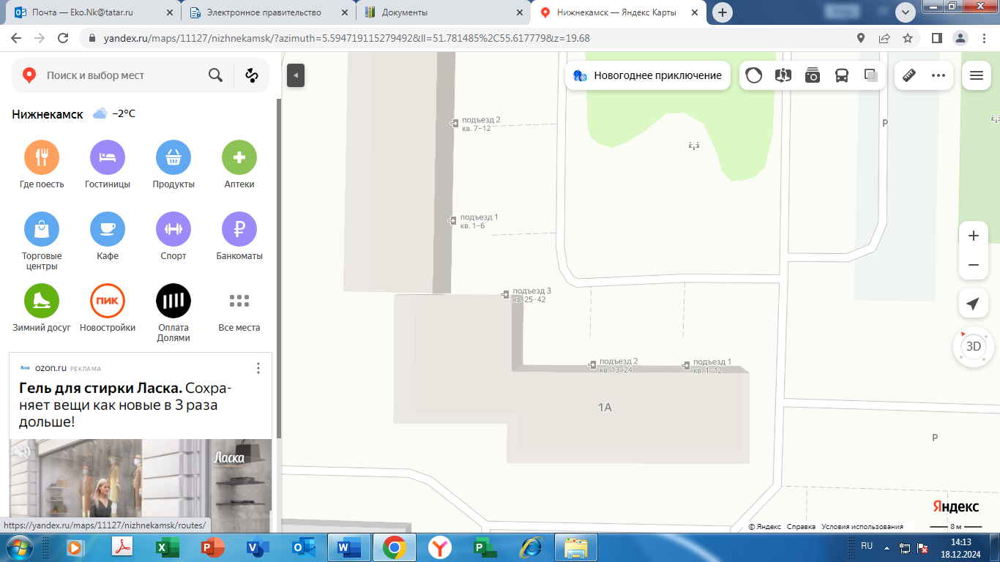 Почта — Eko.Nk@tatar.ru
Электронное правительство
Документы
Нижнекамск — Яндекс Карты
yandex.ru/maps/11127/nizhnekamsk/?azimuth=5.594719115279492&ll=51.781485%2C55.617779&z=19.68
Поиск и выбор мест
Новогоднее приключение
Нижнекамск
−2°C
Где поесть
Гостиницы
Продукты
Аптеки
Торговые
центры
Кафе
Спорт
Банкоматы
ПИК
Зимний досуг
Новостройки
Оплата
Долями
Все места
ozon.ru РЕКЛАМА
Гель для стирки Ласка. Сохра-
няет вещи как новые в 3 раза
дольше!
Ласка
подъезд 2
кв. 7–12
подъезд 1
кв. 1–6
подъезд 3
кв. 25–42
подъезд 2
кв. 13–24
подъезд 1
кв. 1–12
1А
P
P
3D
Яндекс
© Яндекс Справка Условия использования
8 м
https://yandex.ru/maps/11127/nizhnekamsk/routes/
RU
14:13
18.12.2024